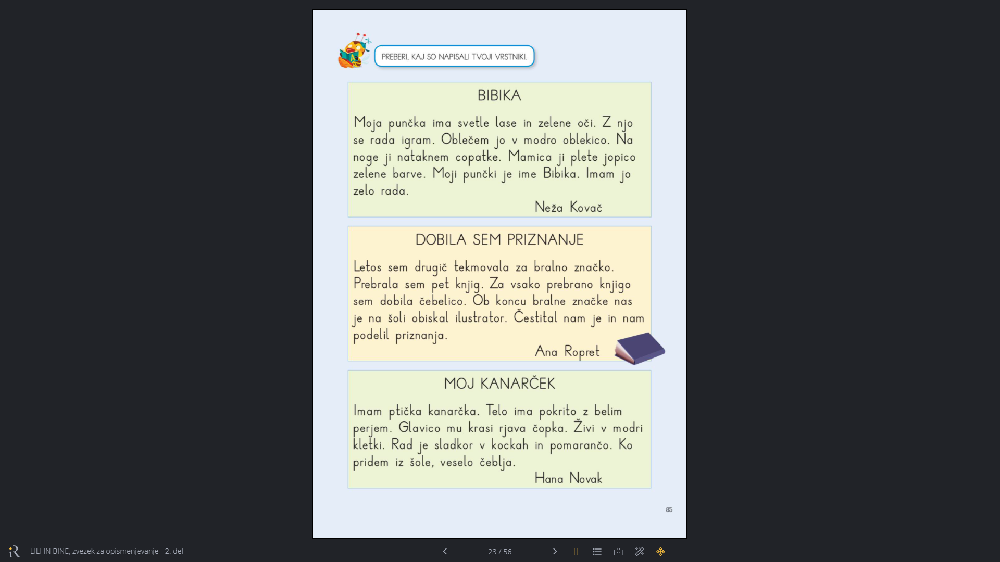 PREBERI, KAJ SO NAPISALI TVOJI VRSTNIKI.
BIBIKA
Moja punčka ima svetle lase in zelene oči. Z njo
se rada igram. Oblečem jo v modro oblekico. Na
noge ji nataknem copatke. Mamica ji plete jopico
zelene barve. Moji punčki je ime Bibika. Imam jo
zelo rada.
Neža Kovač
DOBILA SEM PRIZNANJE
Letos sem drugič tekmovala za bralno značko.
Prebrala sem pet knjig. Za vsako prebrano knjigo
sem dobila čebelico. Ob koncu bralne značke nas
je na šoli obiskal ilustrator. Čestital nam je in nam
podelil priznanja.
Ana Ropret
MOJ KANARČEK
Imam ptička kanarčka. Telo ima pokrito z belim
perjem. Glavico mu krasi rjava čopka. Živi v modri
kletki. Rad je sladkor v kockah in pomarančo. Ko
pridem iz šole, veselo čeblja.
Hana Novak
85
LILI IN BINE, zvezek za opismenjevanje - 2. del
23 / 56